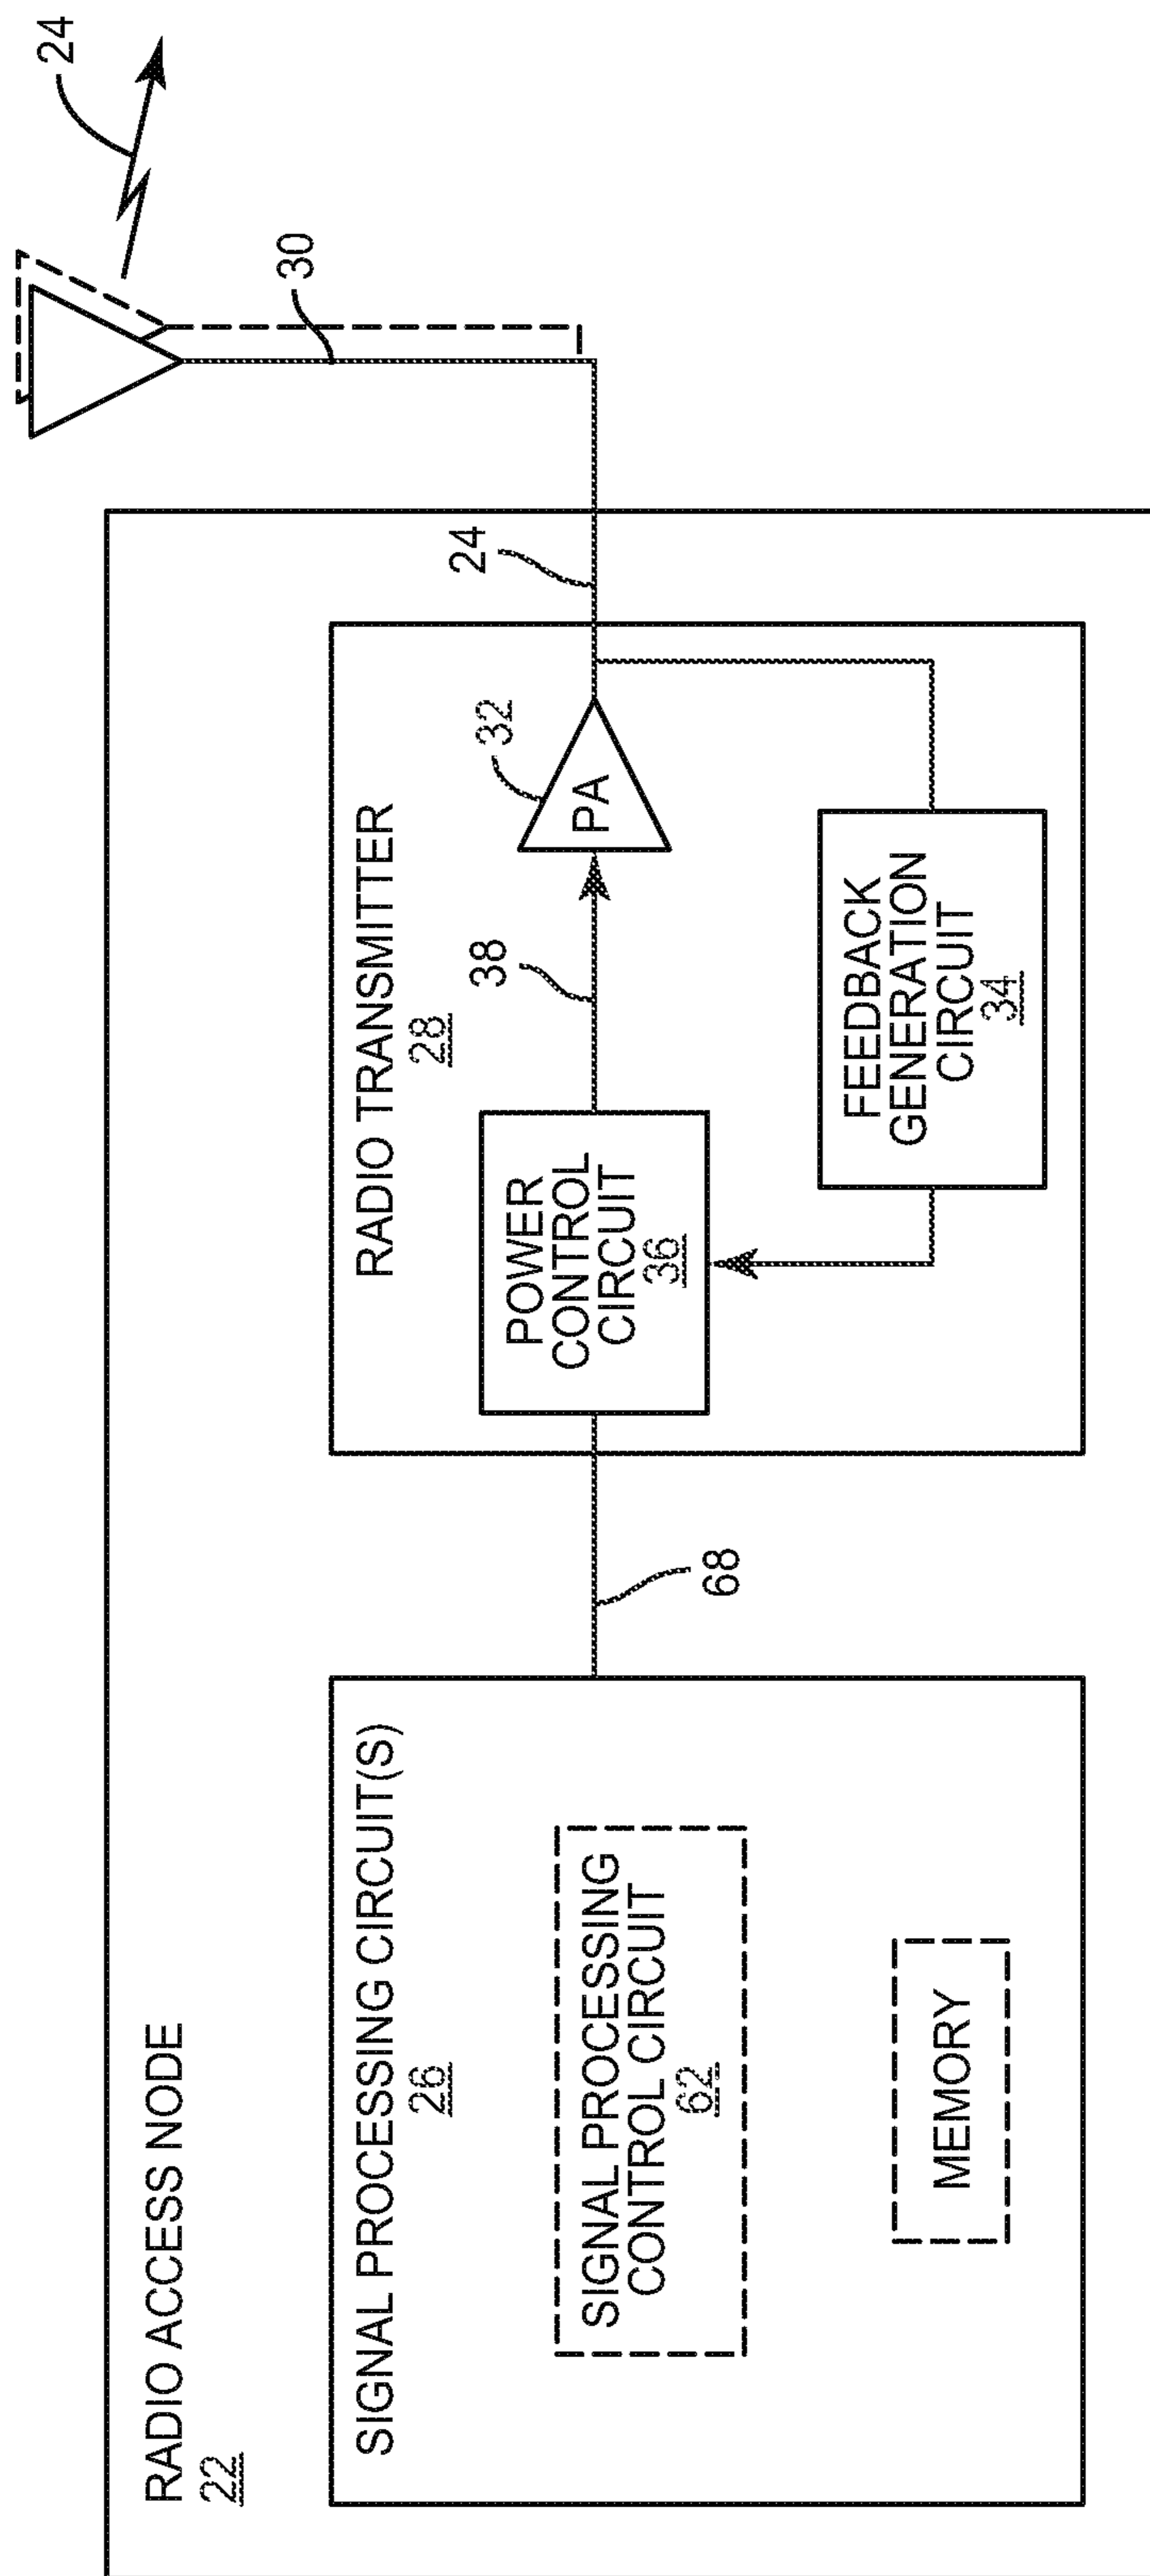 RADIO ACCESS NODE
22
SIGNAL PROCESSING CIRCUIT(S)
26
SIGNAL PROCESSING
CONTROL CIRCUIT
62
MEMORY
68
RADIO TRANSMITTER
28
POWER
CONTROL
CIRCUIT
36
38
32
PA
FEEDBACK
GENERATION
CIRCUIT
34
24
30
24